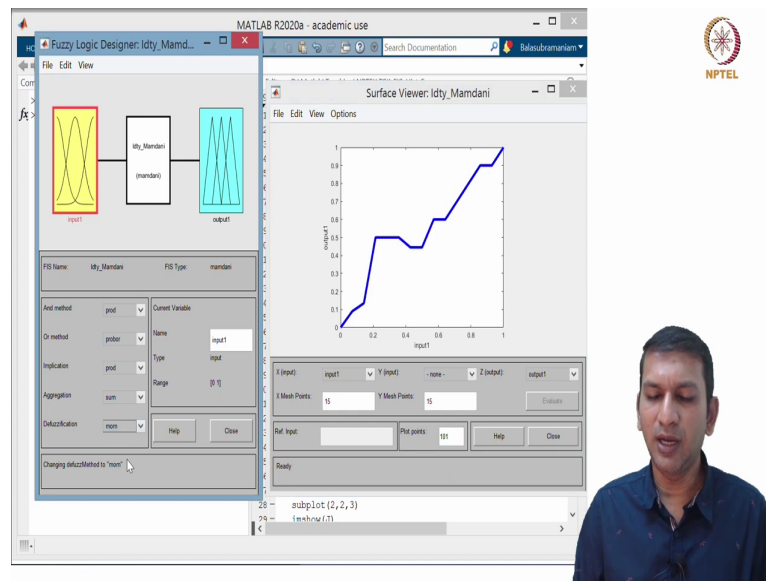 MATLAB R2020a - academic use
Search Documentation
Balasubramaniam
NPTEL
Fuzzy Logic Designer: Idty_Mamd...
File Edit View
input1
Idty_Mamdani
(mamdani)
output1
FIS Name: Idty_Mamdani FIS Type: mamdani
And method prod
Or method probor
Implication prod
Aggregation sum
Defuzzification mom
Current Variable
Name input1
Type input
Range [0 1]
Help Close
Changing defuzzMethod to "mom"
Surface Viewer: Idty_Mamdani
File Edit View Options
1
0.9
0.8
0.7
0.6
0.5
0.4
0.3
0.2
0.1
0
output1
0 0.2 0.4 0.6 0.8 1
input1
X (input): input1 Y (input): - none - Z (output): output1
X Mesh Points: 15 Y Mesh Points: 15 Evaluate
Ref. Input: Plot points: 101 Help Close
Ready
28 - subplot(2,2,3)
29 - imshow(J)
fx